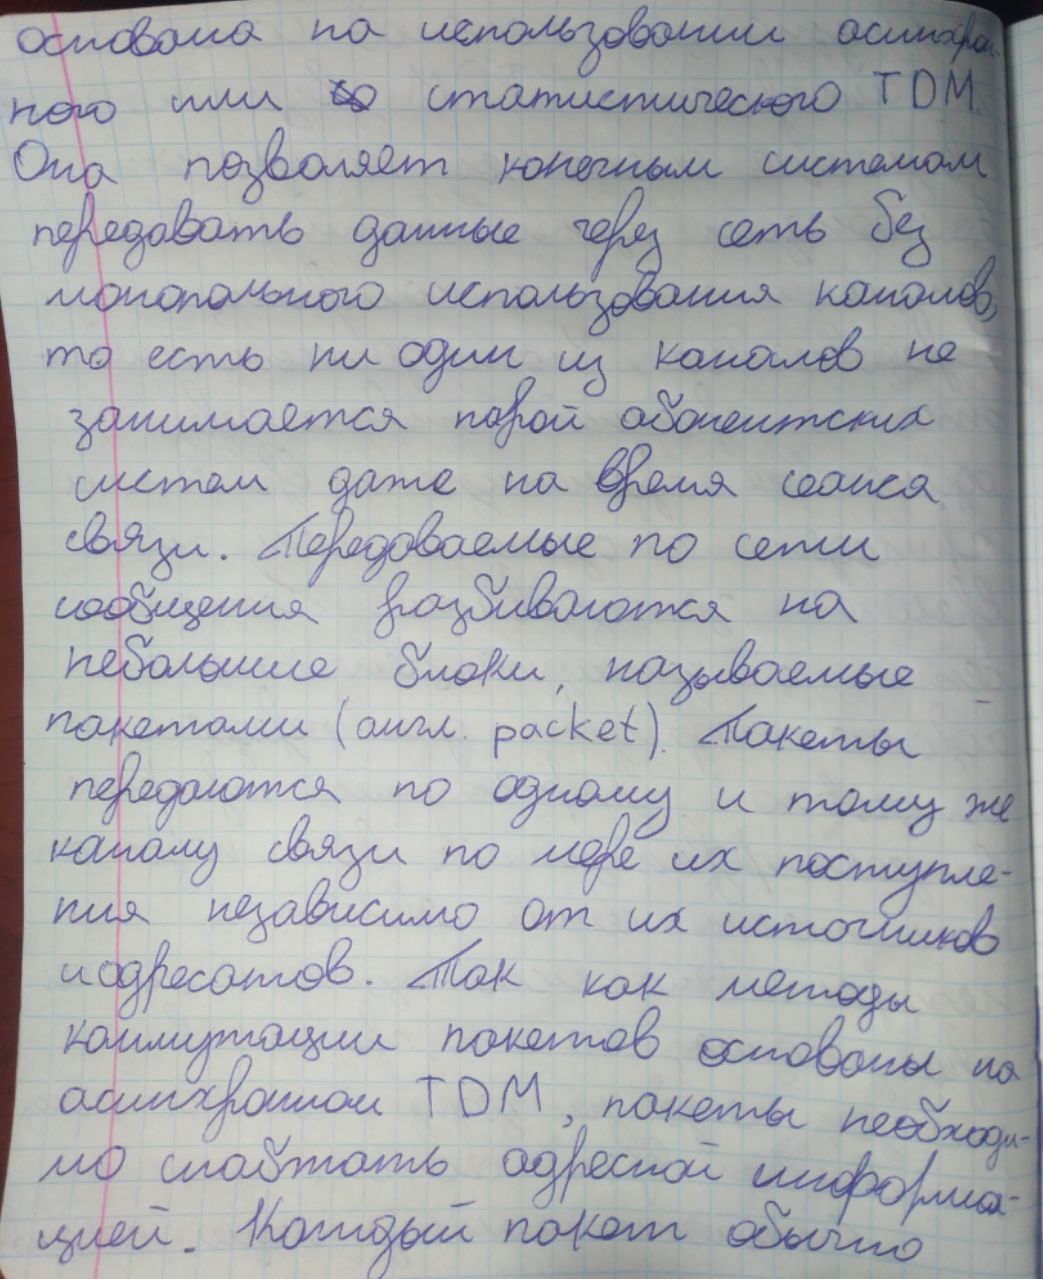 основана на использовании асинхрон-
ного или статистического TDM.
Она позволяет конечным системам
передавать данные через сеть без
монопольного использования каналов,
то есть ни один из каналов не
занимается парой абонентских
систем даже на время сеанса
связи. Передаваемые по сети
сообщения разбиваются на
небольшие блоки, называемые
пакетами (англ. packet). Пакеты
передаются по одному и тому же
каналу связи по мере их поступле-
ния независимо от их источников
и адресатов. Так как методы
коммутации пакетов основаны на
асинхронном TDM, пакеты необходи-
мо снабжать адресной информа-
цией. Каждый пакет обычно